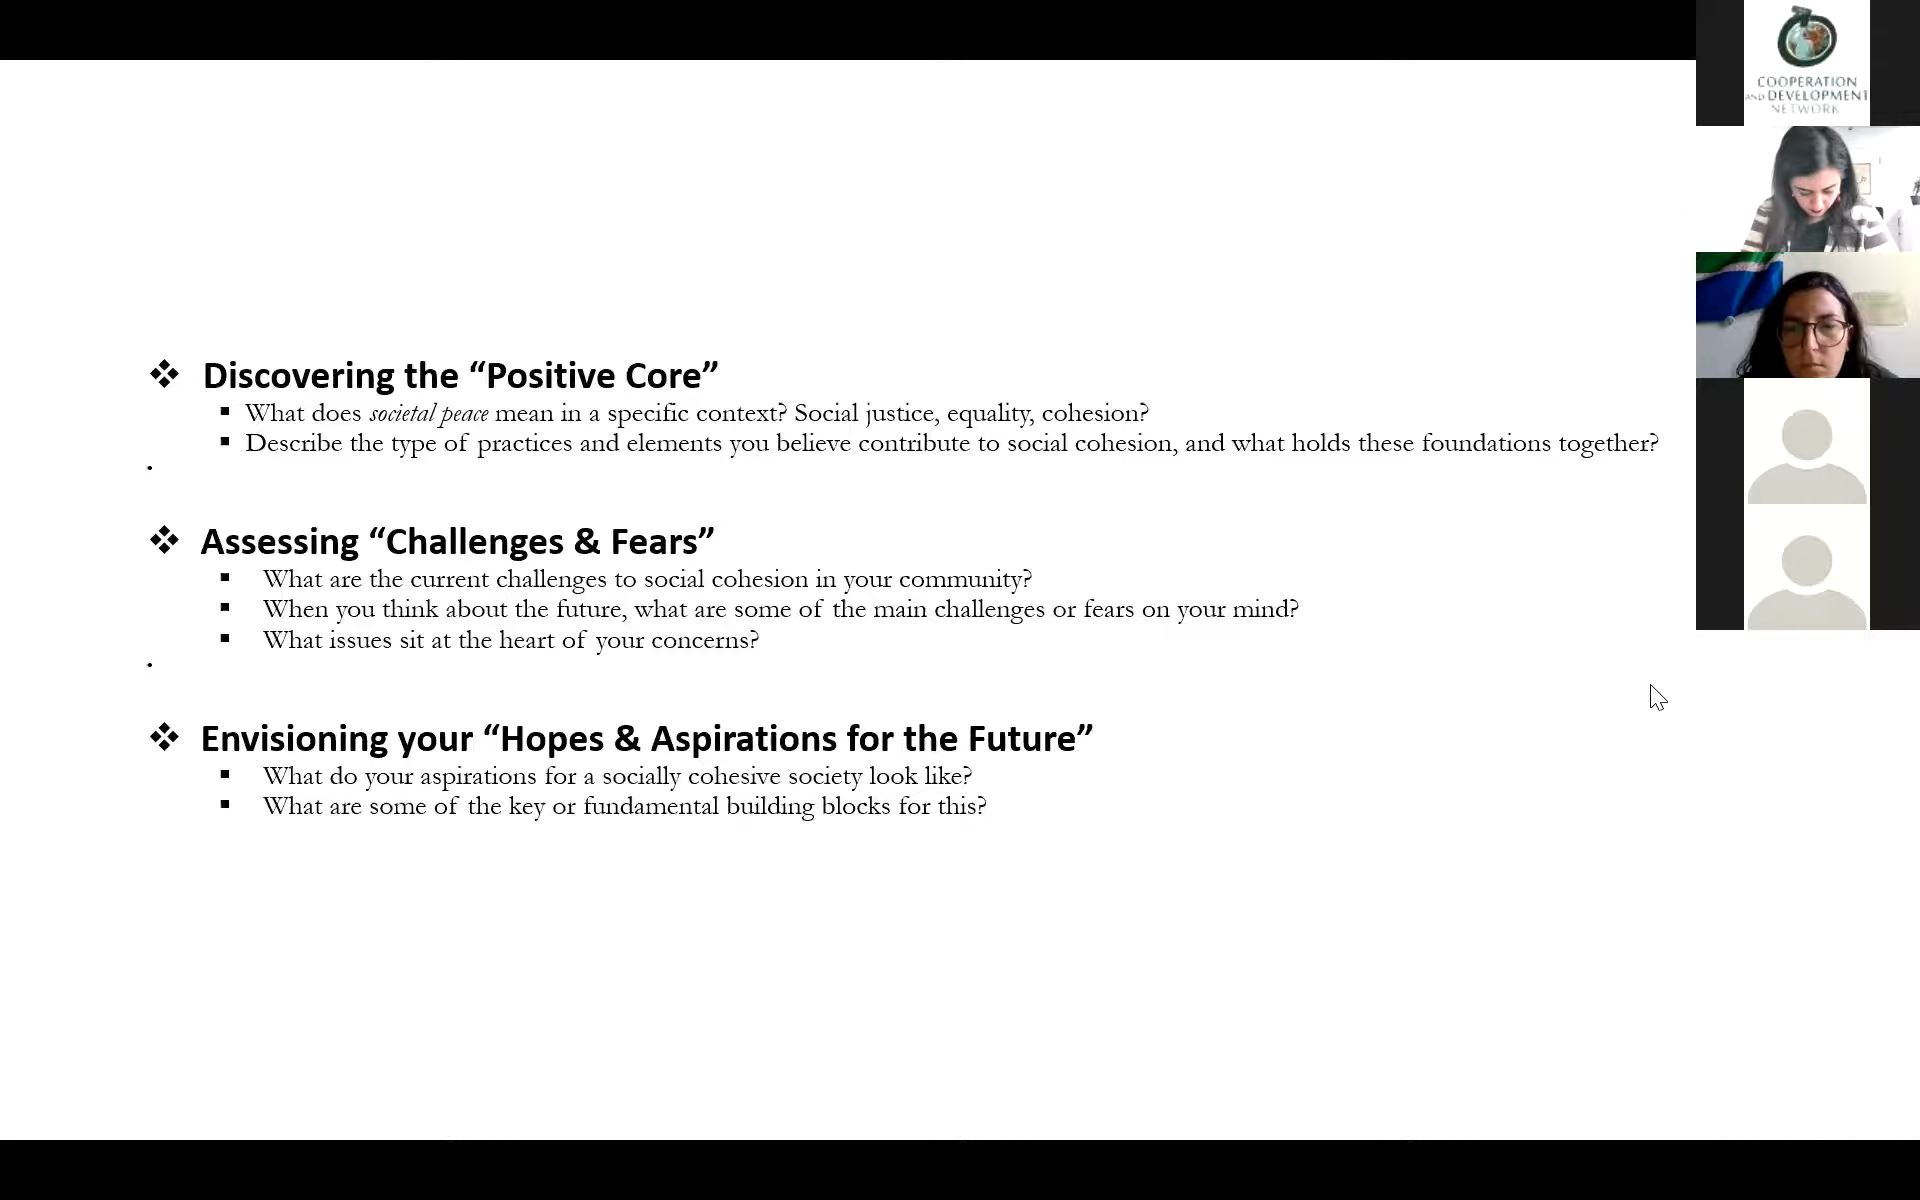 ❖ Discovering the “Positive Core”
▪ What does societal peace mean in a specific context? Social justice, equality, cohesion?
▪ Describe the type of practices and elements you believe contribute to social cohesion, and what holds these foundations together?
•
❖ Assessing “Challenges & Fears”
▪ What are the current challenges to social cohesion in your community?
▪ When you think about the future, what are some of the main challenges or fears on your mind?
▪ What issues sit at the heart of your concerns?
•
❖ Envisioning your “Hopes & Aspirations for the Future”
▪ What do your aspirations for a socially cohesive society look like?
▪ What are some of the key or fundamental building blocks for this?
COOPERATION
AND DEVELOPMENT
NETWORK